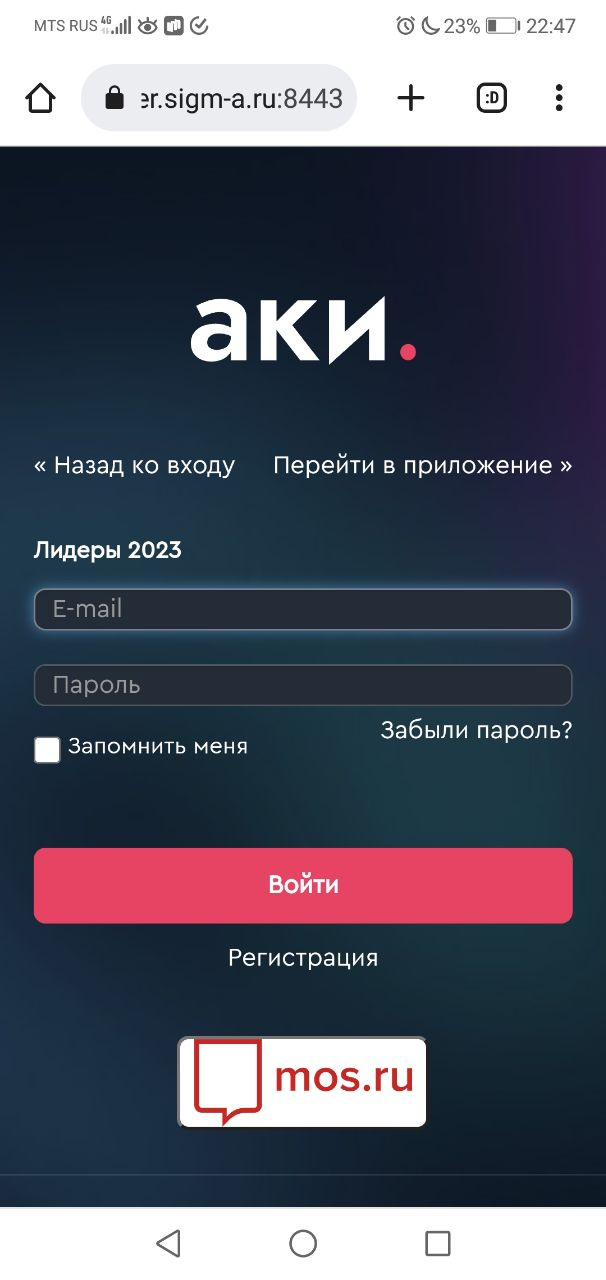 MTS RUS 4G 23% 22:47
er.sigm-a.ru:8443 :D
аки.
« Назад ко входу Перейти в приложение »
Лидеры 2023
E-mail
Пароль
Забыли пароль?
Запомнить меня
Войти
Регистрация
mos.ru